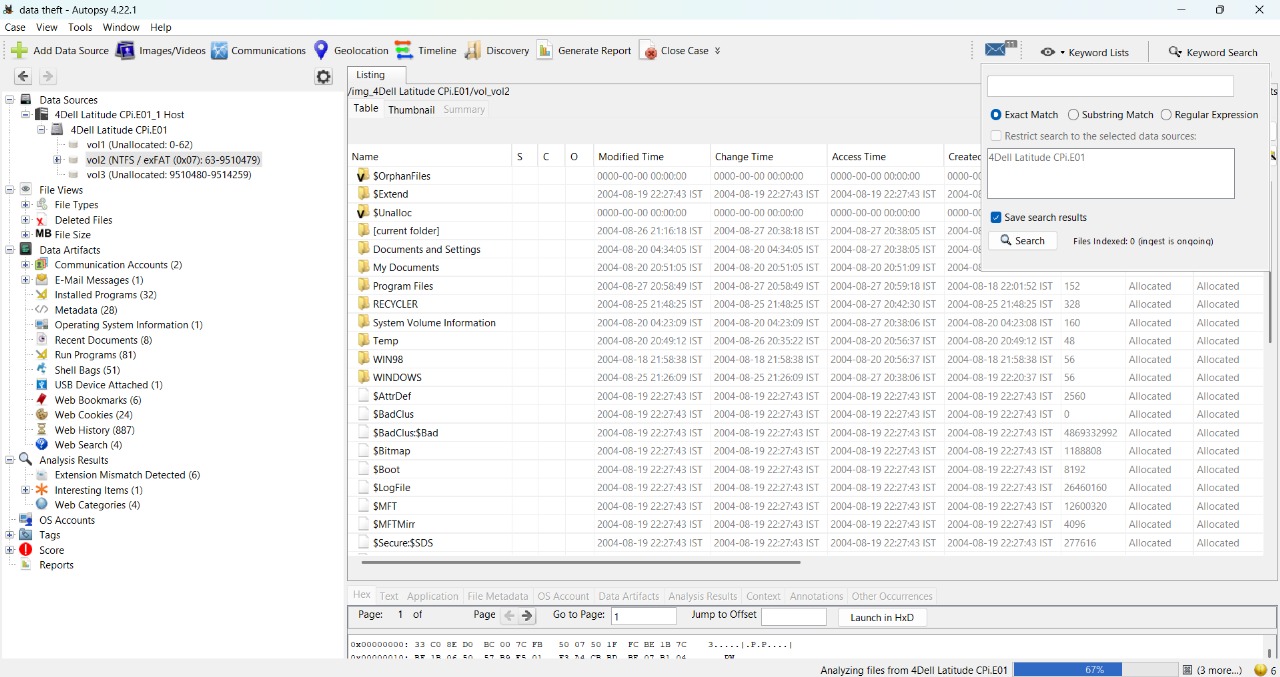 data theft - Autopsy 4.22.1
Case View Tools Window Help
Add Data Source Images/Videos Communications Geolocation Timeline Discovery Generate Report Close Case 11 Keyword Lists Keyword Search
Data Sources
4Dell Latitude CPi.E01_1 Host
4Dell Latitude CPi.E01
vol1 (Unallocated: 0-62)
vol2 (NTFS / exFAT (0x07): 63-9510479)
vol3 (Unallocated: 9510480-9514259)
File Views
File Types
Deleted Files
MB File Size
Data Artifacts
Communication Accounts (2)
E-Mail Messages (1)
Installed Programs (32)
Metadata (28)
Operating System Information (1)
Recent Documents (8)
Run Programs (81)
Shell Bags (51)
USB Device Attached (1)
Web Bookmarks (6)
Web Cookies (24)
Web History (887)
Web Search (4)
Analysis Results
Extension Mismatch Detected (6)
Interesting Items (1)
Web Categories (4)
OS Accounts
Tags
Score
Reports
Listing
/img_4Dell Latitude CPi.E01/vol_vol2
Table Thumbnail Summary
Name S C O Modified Time Change Time Access Time Created
$OrphanFiles 0000-00-00 00:00:00 0000-00-00 00:00:00 0000-00-00 00:00:00 0000-
$Extend 2004-08-19 22:27:43 IST 2004-08-19 22:27:43 IST 2004-08-19 22:27:43 IST 2004-
$Unalloc 0000-00-00 00:00:00 0000-00-00 00:00:00 0000-00-00 00:00:00 0000-
[current folder] 2004-08-26 21:16:18 IST 2004-08-27 20:38:18 IST 2004-08-27 20:38:05 IST 2004-
Documents and Settings 2004-08-20 04:34:05 IST 2004-08-20 04:34:05 IST 2004-08-27 20:38:05 IST 2004-
My Documents 2004-08-20 20:51:05 IST 2004-08-20 20:51:05 IST 2004-08-20 20:51:09 IST 2004-
Program Files 2004-08-27 20:58:49 IST 2004-08-27 20:58:49 IST 2004-08-27 20:59:18 IST 2004-08-18 22:01:52 IST 152 Allocated Allocated
RECYCLER 2004-08-25 21:48:25 IST 2004-08-25 21:48:25 IST 2004-08-27 20:42:30 IST 2004-08-25 21:48:25 IST 328 Allocated Allocated
System Volume Information 2004-08-20 04:23:09 IST 2004-08-20 04:23:09 IST 2004-08-27 20:38:06 IST 2004-08-20 04:23:08 IST 160 Allocated Allocated
Temp 2004-08-20 20:49:12 IST 2004-08-26 20:35:22 IST 2004-08-20 20:56:37 IST 2004-08-20 20:49:12 IST 48 Allocated Allocated
WIN98 2004-08-18 21:58:38 IST 2004-08-18 21:58:38 IST 2004-08-20 20:56:37 IST 2004-08-18 21:58:38 IST 56 Allocated Allocated
WINDOWS 2004-08-25 21:26:09 IST 2004-08-25 21:26:09 IST 2004-08-27 20:38:06 IST 2004-08-19 22:20:37 IST 56 Allocated Allocated
$AttrDef 2004-08-19 22:27:43 IST 2004-08-19 22:27:43 IST 2004-08-19 22:27:43 IST 2004-08-19 22:27:43 IST 2560 Allocated Allocated
$BadClus 2004-08-19 22:27:43 IST 2004-08-19 22:27:43 IST 2004-08-19 22:27:43 IST 2004-08-19 22:27:43 IST 0 Allocated Allocated
$BadClus:$Bad 2004-08-19 22:27:43 IST 2004-08-19 22:27:43 IST 2004-08-19 22:27:43 IST 2004-08-19 22:27:43 IST 4869332992 Allocated Allocated
$Bitmap 2004-08-19 22:27:43 IST 2004-08-19 22:27:43 IST 2004-08-19 22:27:43 IST 2004-08-19 22:27:43 IST 1188808 Allocated Allocated
$Boot 2004-08-19 22:27:43 IST 2004-08-19 22:27:43 IST 2004-08-19 22:27:43 IST 2004-08-19 22:27:43 IST 8192 Allocated Allocated
$LogFile 2004-08-19 22:27:43 IST 2004-08-19 22:27:43 IST 2004-08-19 22:27:43 IST 2004-08-19 22:27:43 IST 26460160 Allocated Allocated
$MFT 2004-08-19 22:27:43 IST 2004-08-19 22:27:43 IST 2004-08-19 22:27:43 IST 2004-08-19 22:27:43 IST 12600320 Allocated Allocated
$MFTMirr 2004-08-19 22:27:43 IST 2004-08-19 22:27:43 IST 2004-08-19 22:27:43 IST 2004-08-19 22:27:43 IST 4096 Allocated Allocated
$Secure:$SDS 2004-08-19 22:27:43 IST 2004-08-19 22:27:43 IST 2004-08-19 22:27:43 IST 2004-08-19 22:27:43 IST 277616 Allocated Allocated
Exact Match Substring Match Regular Expression
Restrict search to the selected data sources:
4Dell Latitude CPi.E01
Save search results
Search Files Indexed: 0 (ingest is ongoing)
Hex Text Application File Metadata OS Account Data Artifacts Analysis Results Context Annotations Other Occurrences
Page: 1 of Page Go to Page: 1 Jump to Offset Launch in HxD
0x00000000: 33 C0 8E D0 BC 00 7C FB 50 07 50 1F FC BE 1B 7C 3.....|.P.P....|
Analyzing files from 4Dell Latitude CPi.E01 67% (3 more...) 6